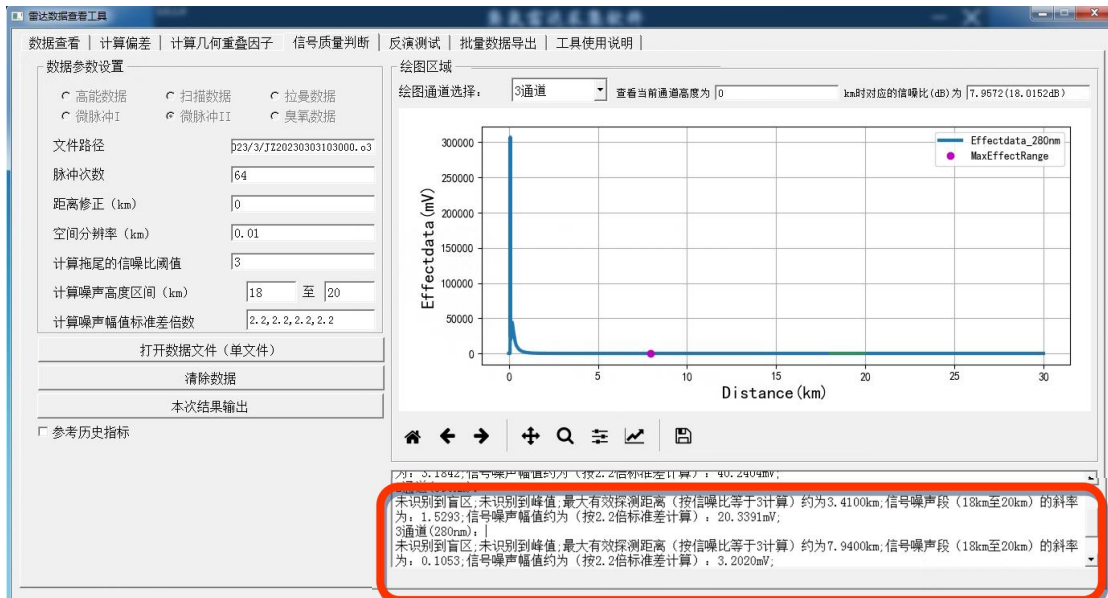 雷达数据查看工具
臭氧雷达采集软件
数据查看 | 计算偏差 | 计算几何重叠因子 信号质量判断 | 反演测试 | 批量数据导出 | 工具使用说明 |
数据参数设置
高能数据 扫描数据 拉曼数据
微脉冲I 微脉冲II 臭氧数据
文件路径 023/3/JZ20230303103000.o3
脉冲次数 64
距离修正（km） 0
空间分辨率（km） 0.01
计算拖尾的信噪比阈值 3
计算噪声高度区间（km） 18 至 20
计算噪声幅值标准差倍数 2.2,2.2,2.2,2.2
打开数据文件（单文件）
清除数据
本次结果输出
参考历史指标
绘图区域
绘图通道选择： 3通道 查看当前通道高度为 0 km时对应的信噪比(dB)为 7.9572(18.0152dB)
Effectdata_280nm
MaxEffectRange
300000
250000
200000
150000
100000
50000
0
Effectdata(mV)
0 5 10 15 20 25 30
Distance(km)
为：3.1842;信号噪声幅值约为（按2.2倍标准差计算）：40.2404mV;
未识别到盲区;未识别到峰值;最大有效探测距离（按信噪比等于3计算）约为3.4100km;信号噪声段（18km至20km）的斜率
为：1.5293;信号噪声幅值约为（按2.2倍标准差计算）：20.3391mV;
3通道(280nm)：
未识别到盲区;未识别到峰值;最大有效探测距离（按信噪比等于3计算）约为7.9400km;信号噪声段（18km至20km）的斜率
为：0.1053;信号噪声幅值约为（按2.2倍标准差计算）：3.2020mV;